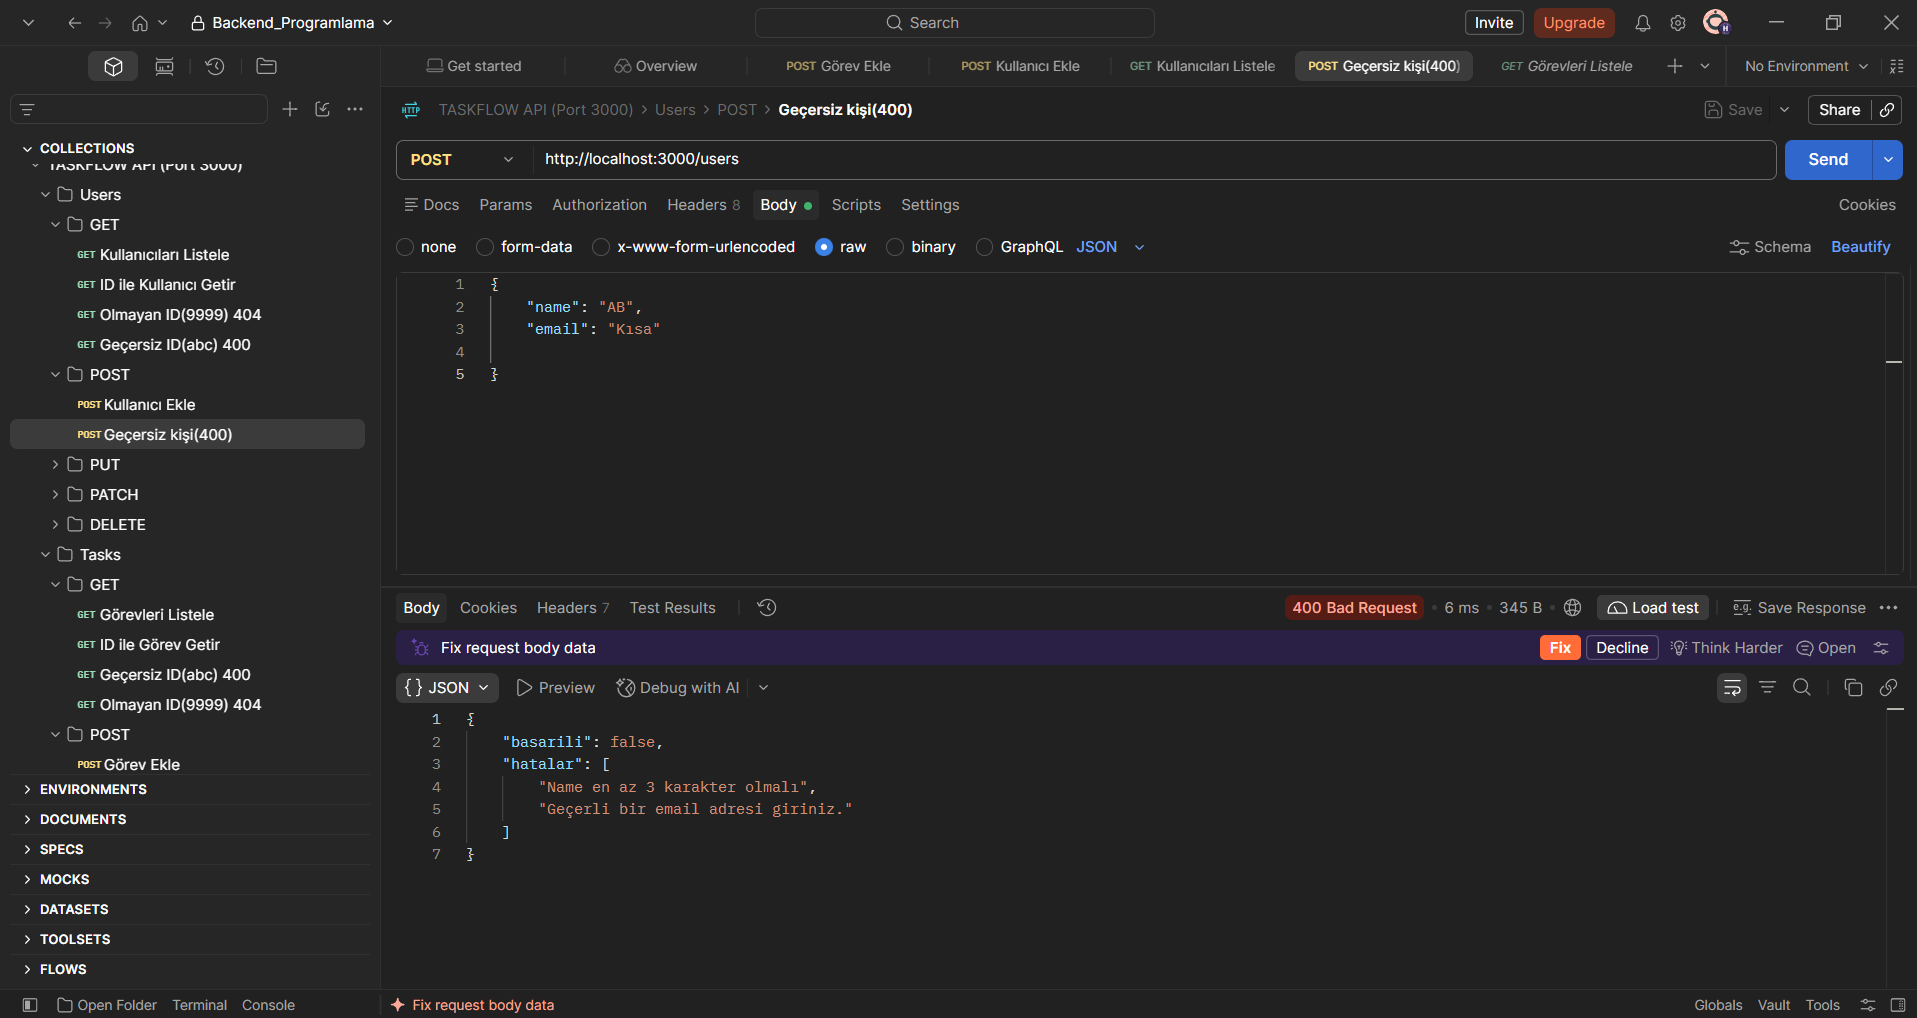 Backend_Programlama
Search
Invite
Upgrade
Get started
Overview
POST Görev Ekle
POST Kullanıcı Ekle
GET Kullanıcıları Listele
POST Geçersiz kişi(400)
GET Görevleri Listele
No Environment
HTTP TASKFLOW API (Port 3000) > Users > POST > Geçersiz kişi(400)
Save
Share
COLLECTIONS
TASKFLOW API (Port 3000)
Users
GET
GET Kullanıcıları Listele
GET ID ile Kullanıcı Getir
GET Olmayan ID(9999) 404
GET Geçersiz ID(abc) 400
POST
POST Kullanıcı Ekle
POST Geçersiz kişi(400)
PUT
PATCH
DELETE
Tasks
GET
GET Görevleri Listele
GET ID ile Görev Getir
GET Geçersiz ID(abc) 400
GET Olmayan ID(9999) 404
POST
POST Görev Ekle
ENVIRONMENTS
DOCUMENTS
SPECS
MOCKS
DATASETS
TOOLSETS
FLOWS
POST http://localhost:3000/users
Send
Docs Params Authorization Headers 8 Body Scripts Settings
Cookies
none form-data x-www-form-urlencoded raw binary GraphQL JSON
Schema Beautify
1 {
2 "name": "AB",
3 "email": "Kısa"
4
5 }
Body Cookies Headers 7 Test Results
400 Bad Request • 6 ms • 345 B
Load test
e.g. Save Response
Fix request body data
Fix Decline Think Harder Open
{} JSON Preview Debug with AI
1 {
2 "basarili": false,
3 "hatalar": [
4 "Name en az 3 karakter olmalı",
5 "Geçerli bir email adresi giriniz."
6 ]
7 }
Open Folder Terminal Console
Fix request body data
Globals Vault Tools